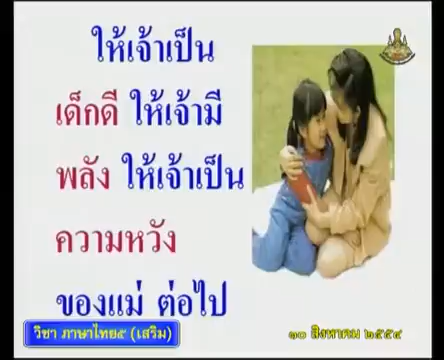 ให้เจ้าเป็น
เด็กดี ให้เจ้ามี
พลัง ให้เจ้าเป็น
ความหวัง
ของแม่ ต่อไป
วิชา ภาษาไทย๕ (เสริม)
๑๐ สิงหาคม ๒๕๕๔